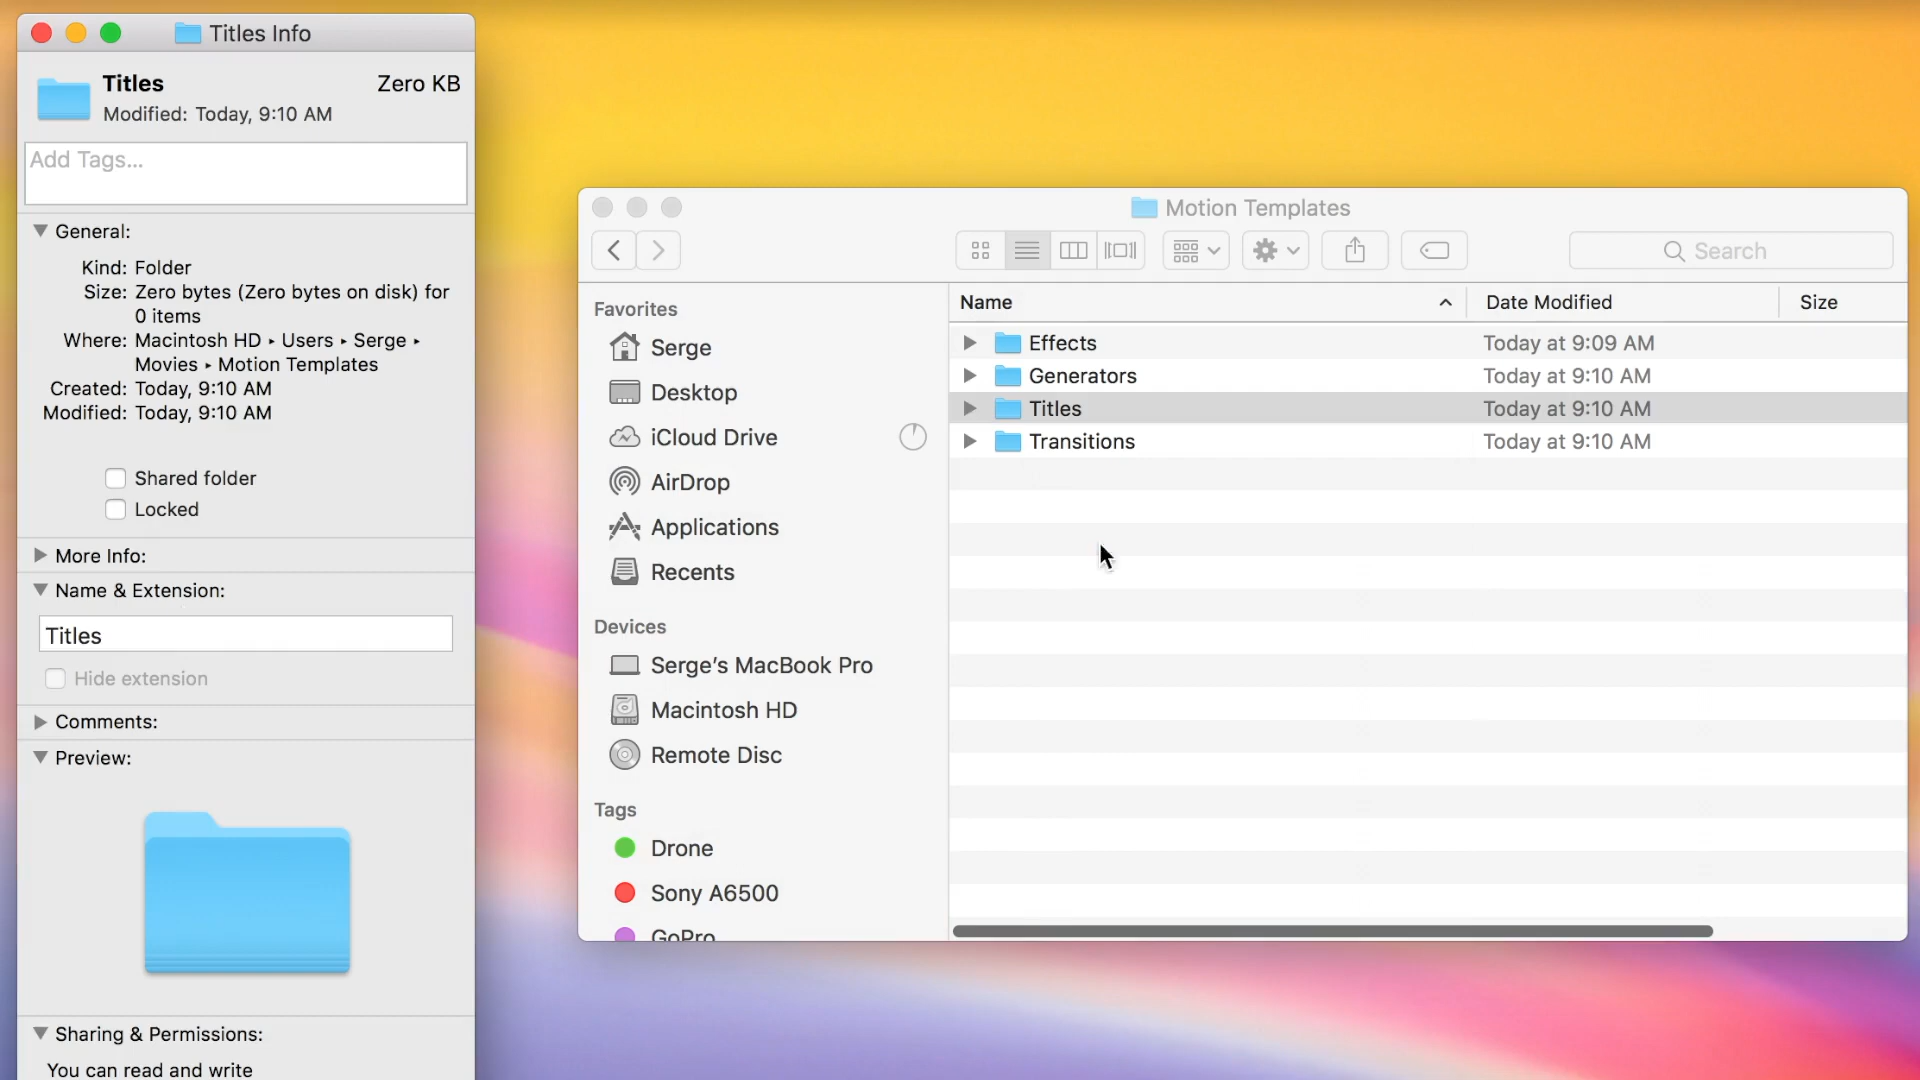 Titles Info
Titles
Zero KB
Modified: Today, 9:10 AM
Add Tags...
General:
Kind: Folder
Size: Zero bytes (Zero bytes on disk) for
0 items
Where: Macintosh HD ▸ Users ▸ Serge ▸
Movies ▸ Motion Templates
Created: Today, 9:10 AM
Modified: Today, 9:10 AM
Shared folder
Locked
More Info:
Name & Extension:
Titles
Hide extension
Comments:
Preview:
Sharing & Permissions:
You can read and write
Motion Templates
Search
Favorites
Serge
Desktop
iCloud Drive
AirDrop
Applications
Recents
Devices
Serge’s MacBook Pro
Macintosh HD
Remote Disc
Tags
Drone
Sony A6500
GoPro
Name Date Modified Size
Effects Today at 9:09 AM
Generators Today at 9:10 AM
Titles Today at 9:10 AM
Transitions Today at 9:10 AM